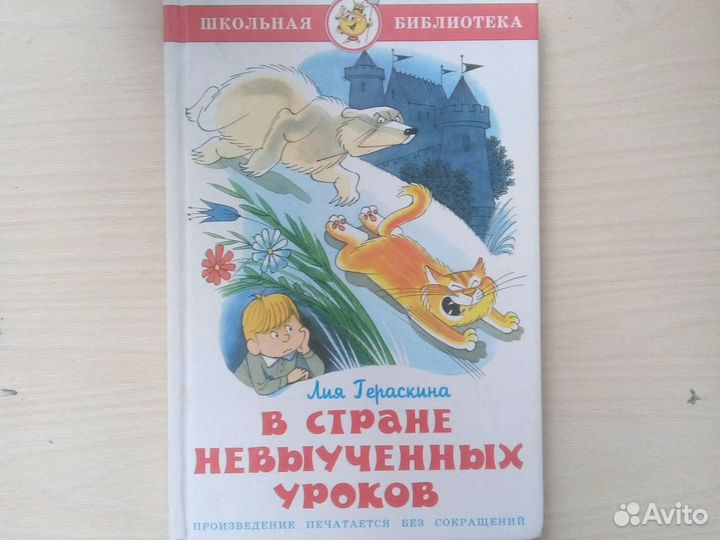 ШКОЛЬНАЯ БИБЛИОТЕКА
Лия Гераскина
В СТРАНЕ
НЕВЫУЧЕННЫХ
УРОКОВ
ПРОИЗВЕДЕНИЕ ПЕЧАТАЕТСЯ БЕЗ СОКРАЩЕНИЙ
Avito